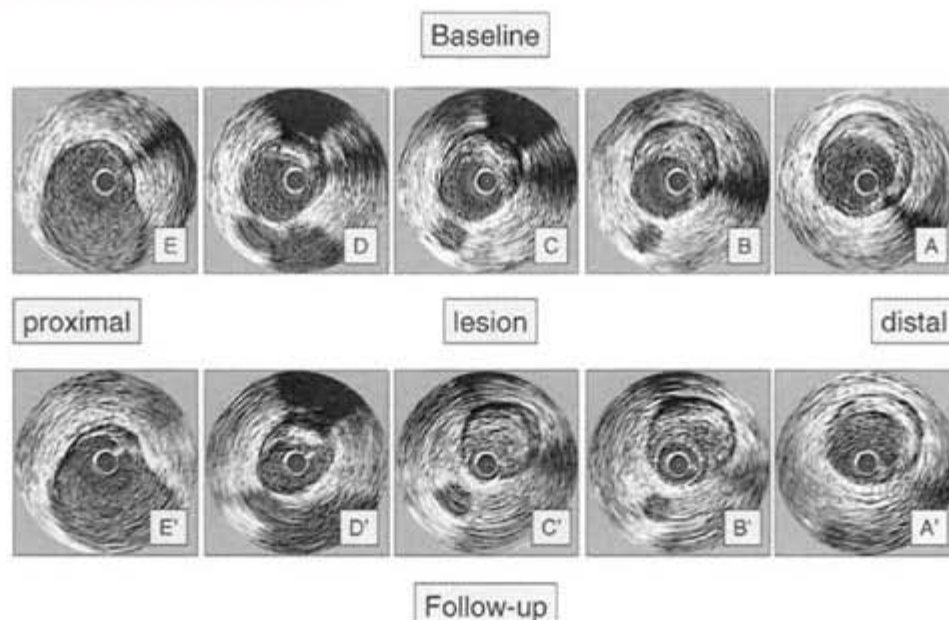 Baseline
E D C B A
proximal lesion distal
E' D' C' B' A'
Follow-up